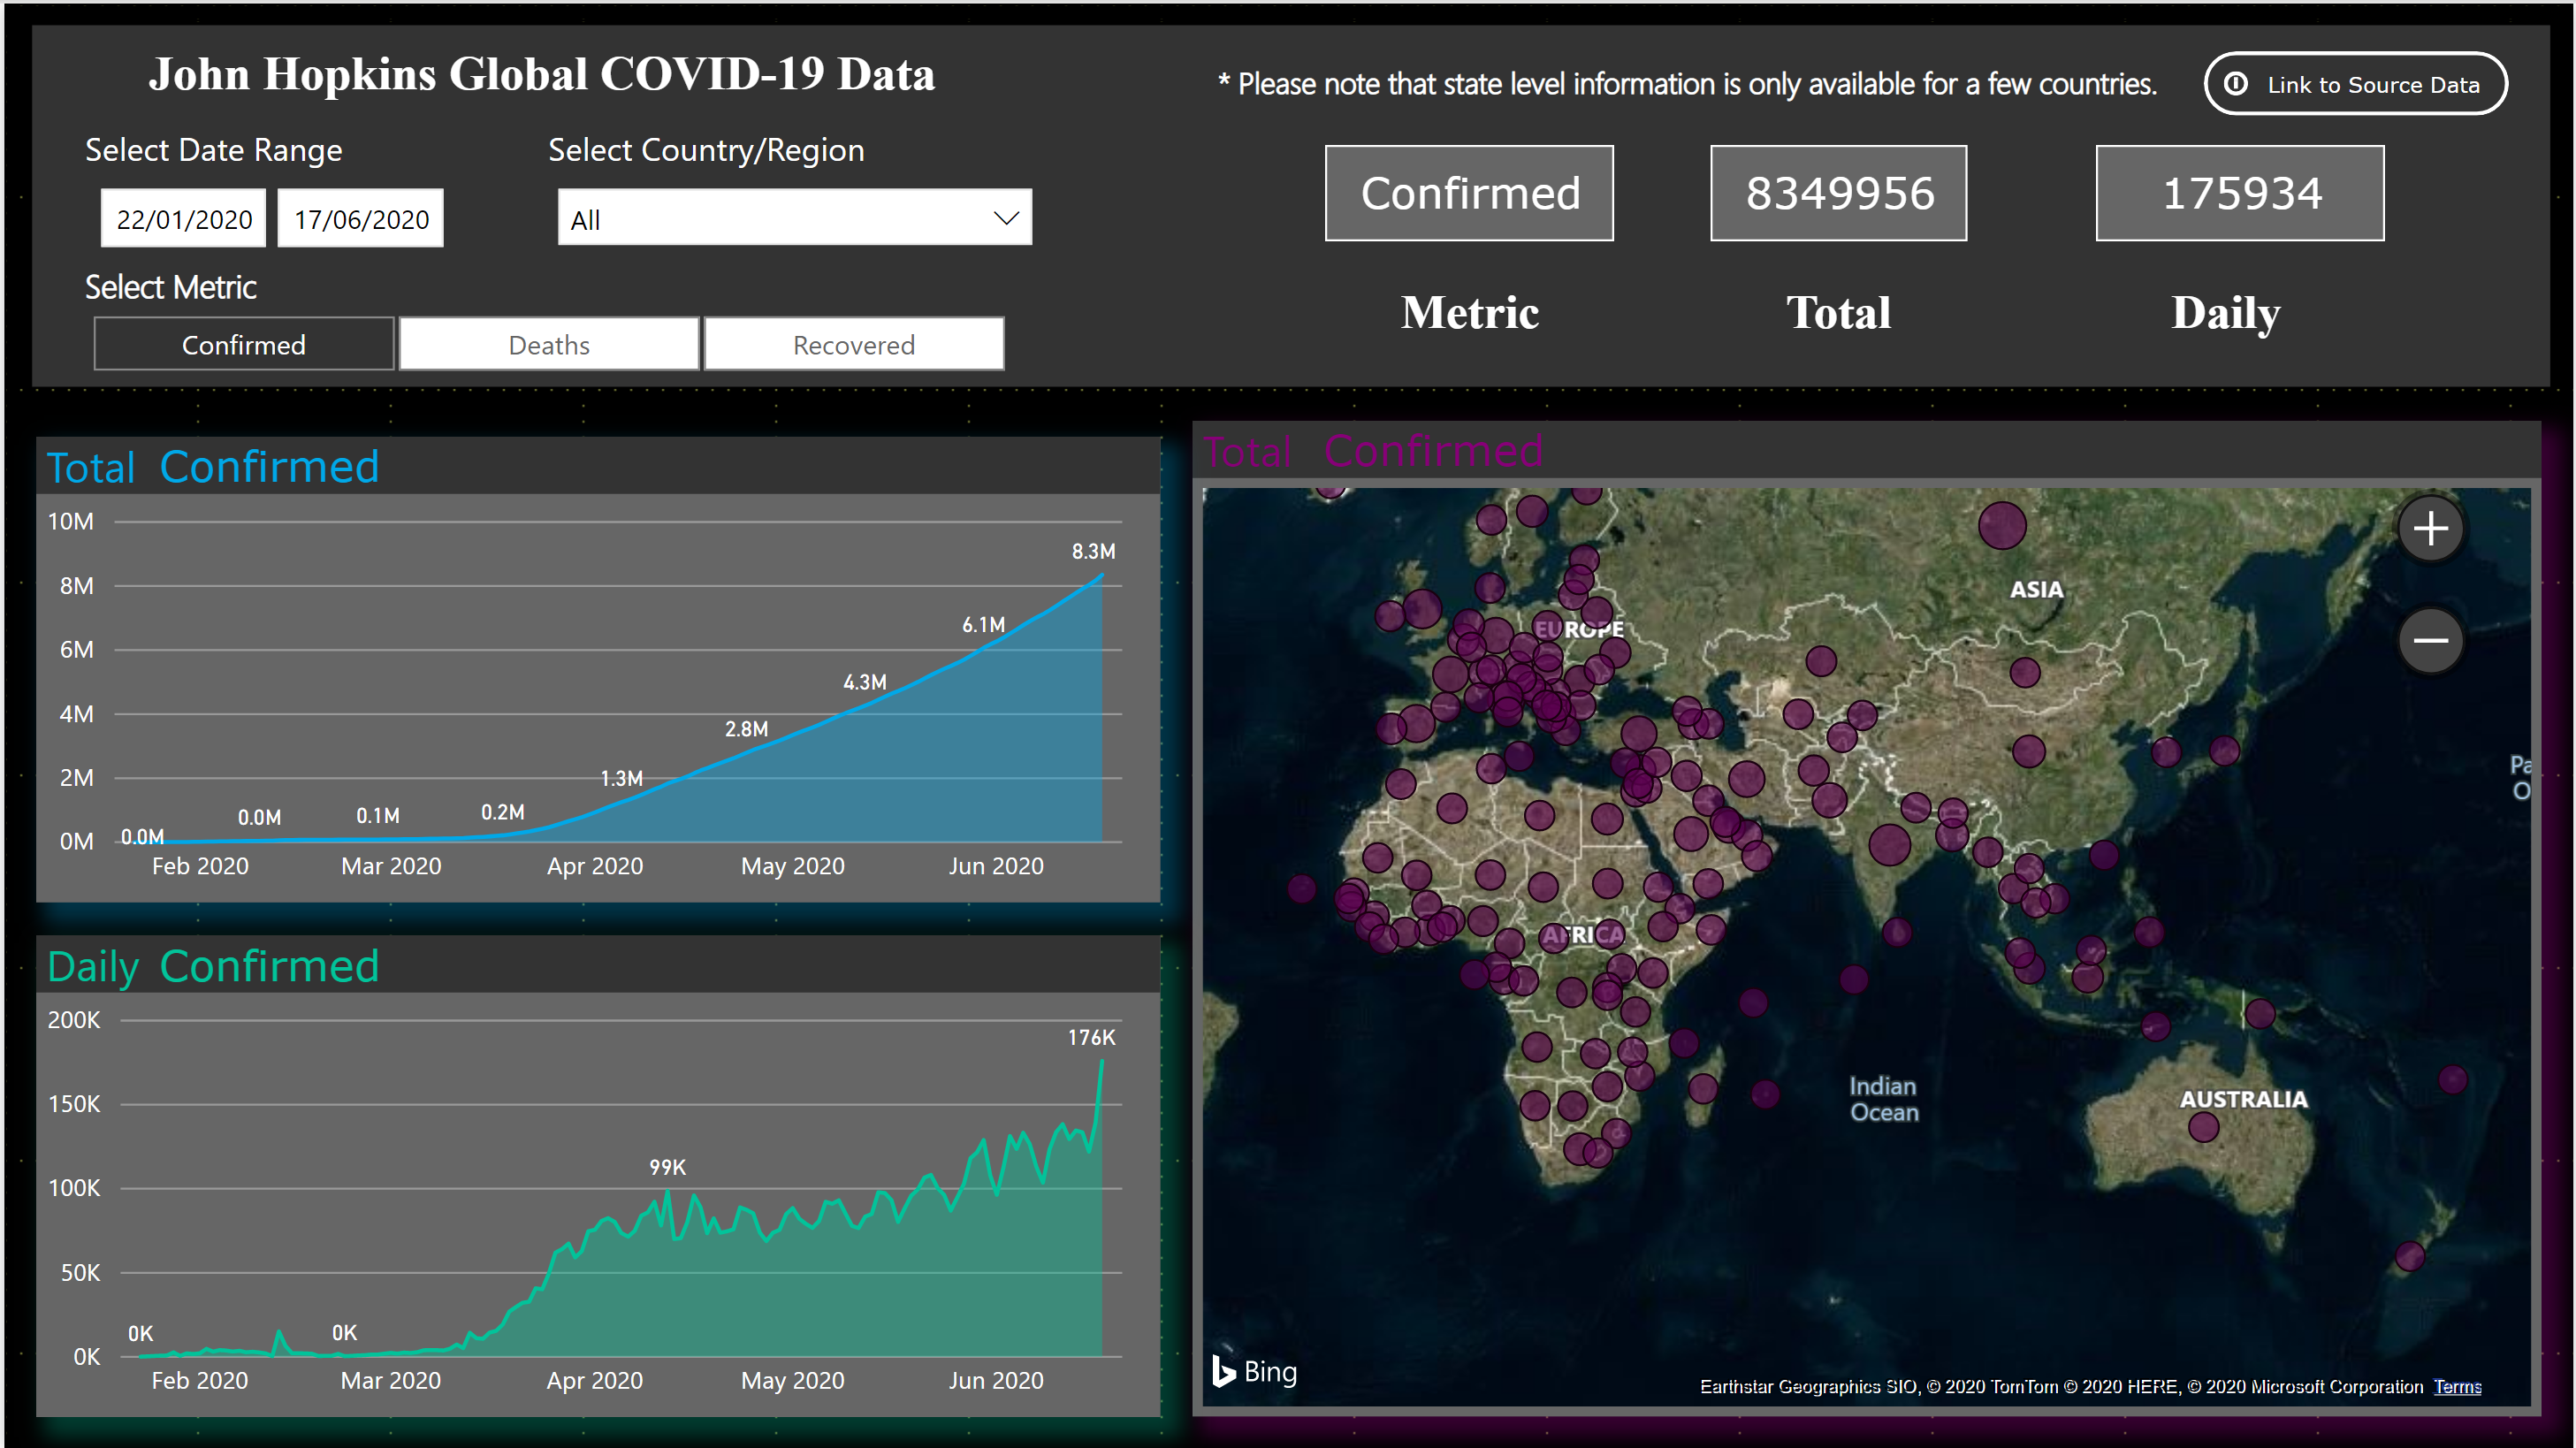 John Hopkins Global COVID-19 Data
* Please note that state level information is only available for a few countries.
Link to Source Data
Select Date Range
Select Country/Region
22/01/2020
17/06/2020
All
Confirmed
8349956
175934
Select Metric
Metric
Total
Daily
Confirmed
Deaths
Recovered
Total Confirmed
10M
8M
6M
4M
2M
0M
0.0M
0.0M
0.1M
0.2M
1.3M
2.8M
4.3M
6.1M
8.3M
Feb 2020
Mar 2020
Apr 2020
May 2020
Jun 2020
Daily Confirmed
200K
150K
100K
50K
0K
0K
0K
99K
176K
Feb 2020
Mar 2020
Apr 2020
May 2020
Jun 2020
Total Confirmed
ASIA
EUROPE
Pa
O
AFRICA
Indian
Ocean
AUSTRALIA
Bing
Earthstar Geographics SIO, © 2020 TomTom © 2020 HERE, © 2020 Microsoft Corporation Terms